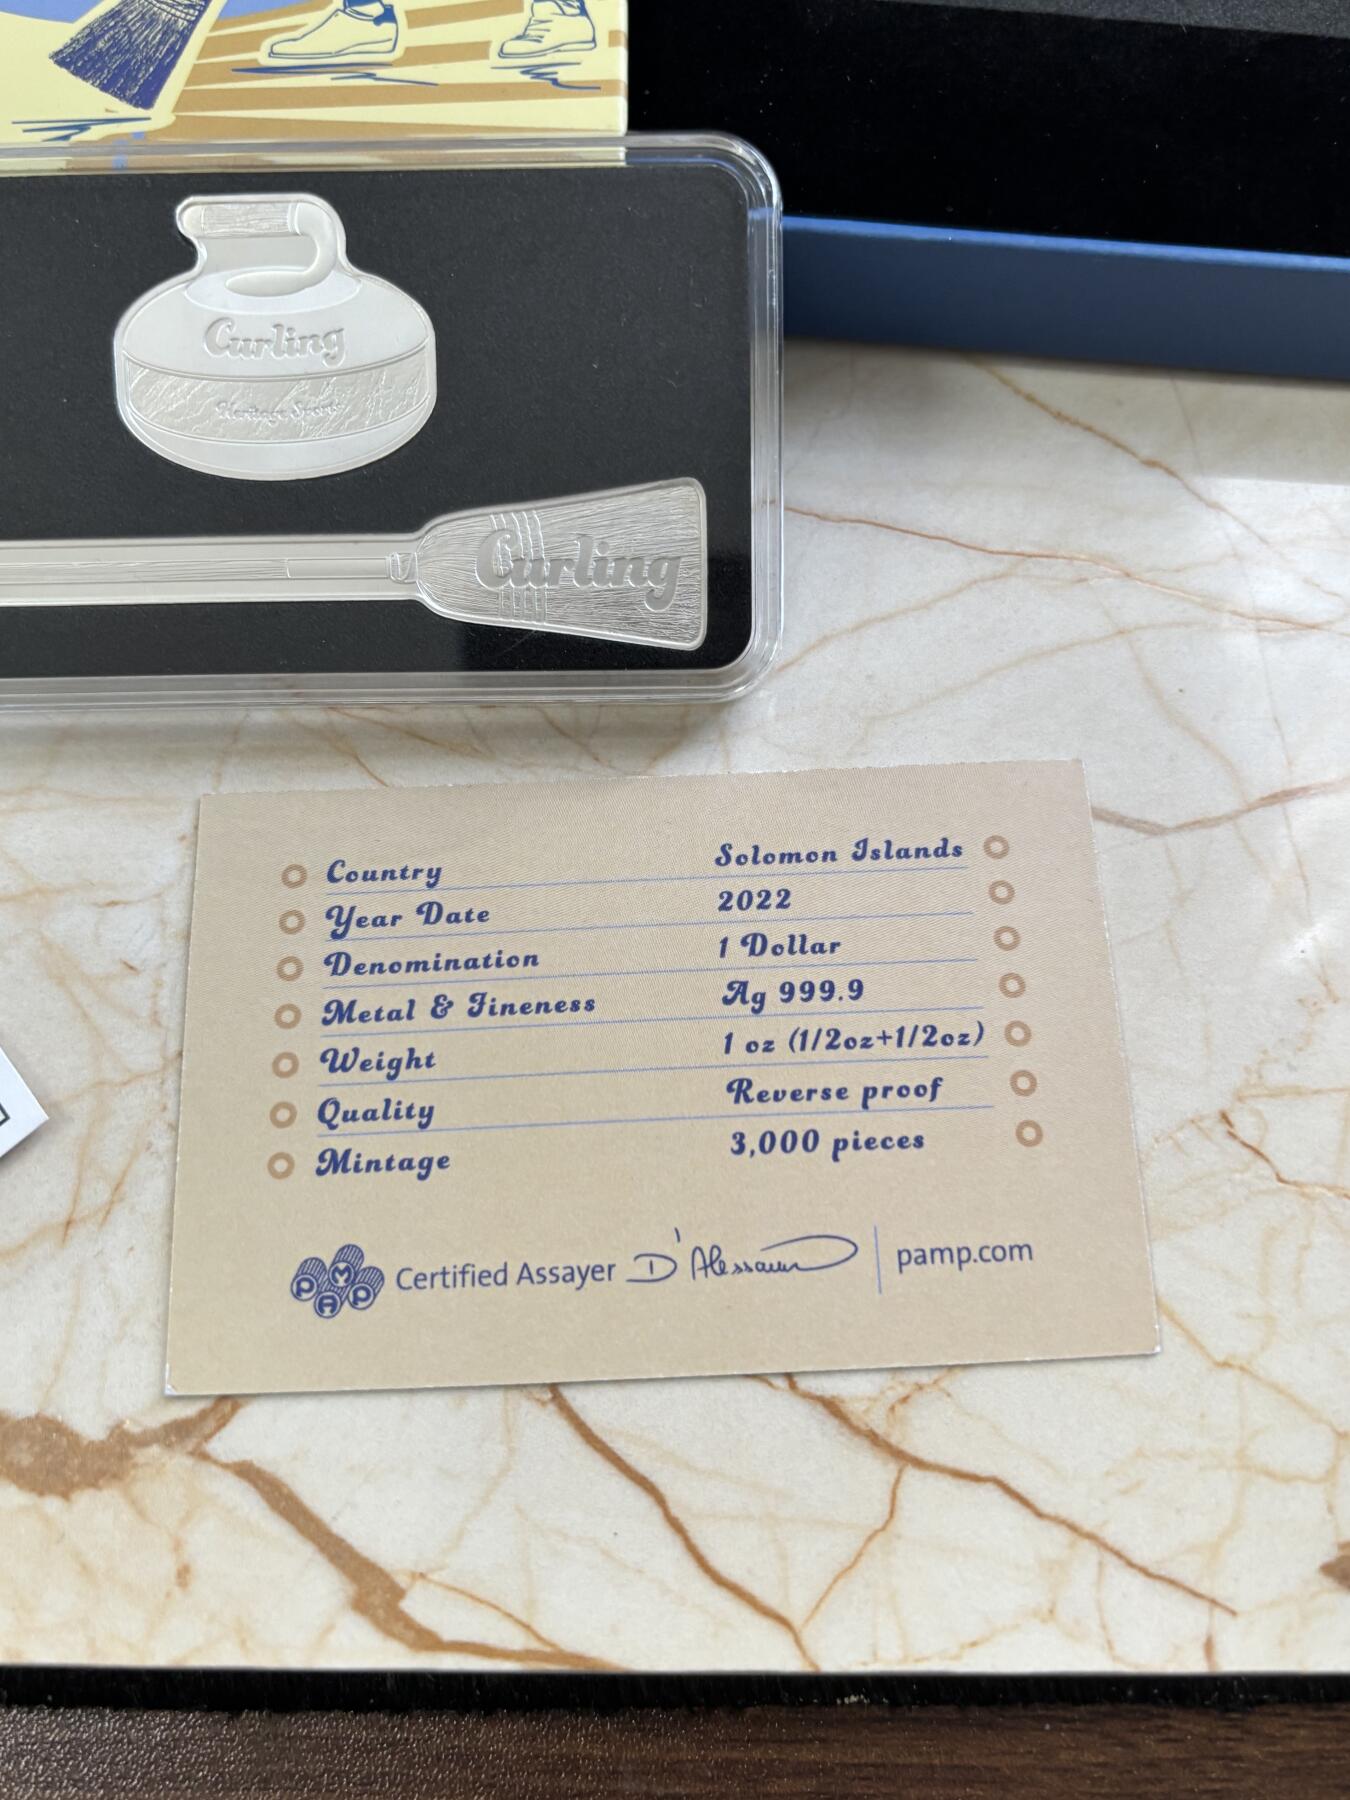 Curling
Heritage Sports
Curling
Country Solomon Islands
Year Date 2022
Denomination 1 Dollar
Metal & Fineness Ag 999.9
Weight 1 oz (1/2oz+1/2oz)
Quality Reverse proof
Mintage 3,000 pieces
PAMP Certified Assayer D'Alessandro pamp.com